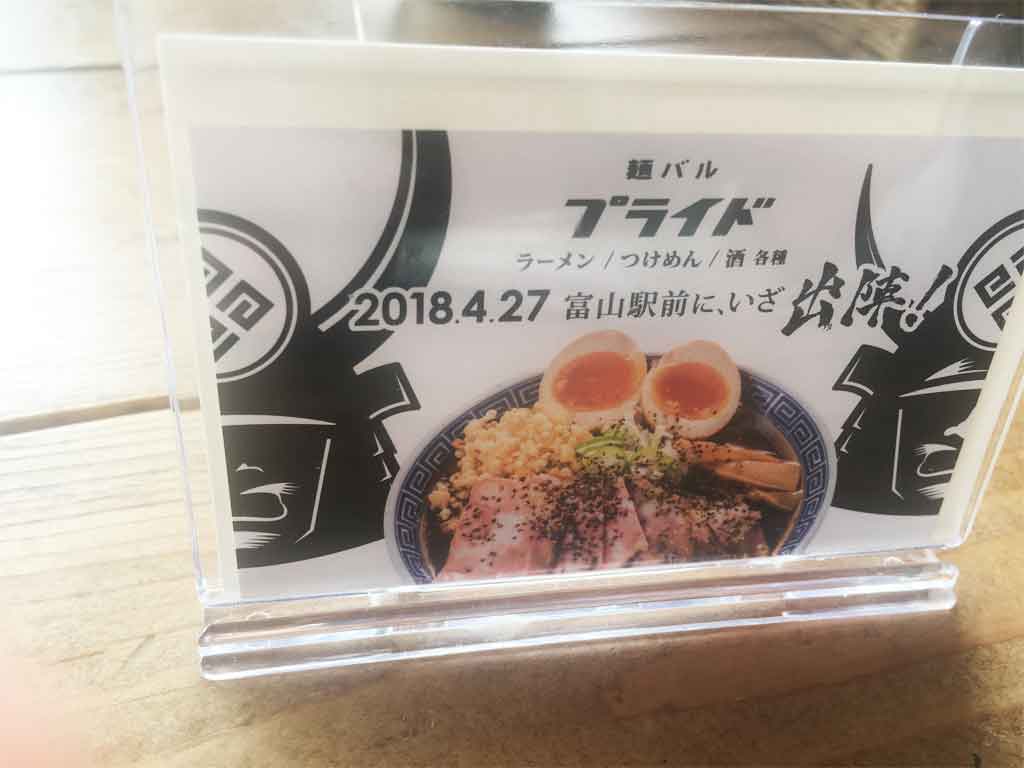 麺バル
プライド
ラーメン / つけめん / 酒 各種
2018.4.27 富山駅前に、いざ 出陣!!